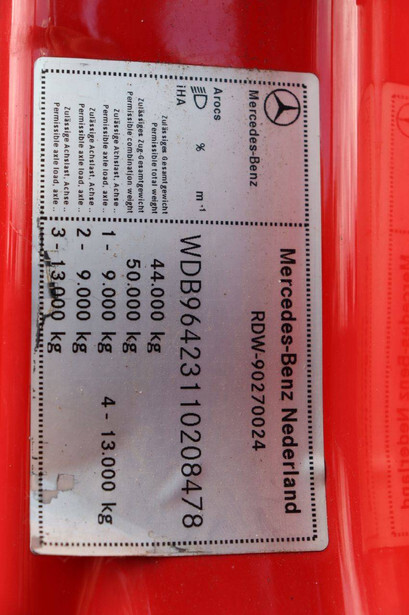 Mercedes-Benz
Mercedes-Benz Nederland
RDW-90270024
Arocs
% m⁻¹
iHA
WDB96423110208478
Zulässiges Gesamtgewicht
Permissible total weight
44.000 kg
Zulässiges Zug-Gesamtgewicht
Permissible combination weight
50.000 kg
Zulässige Achslast, Achse ..
Permissible axle load, axle ..
1 - 9.000 kg 4 - 13.000 kg
Zulässige Achslast, Achse ..
Permissible axle load, axle ..
2 - 9.000 kg
Zulässige Achslast, Achse ..
Permissible axle load, axle ..
3 - 13.000 kg